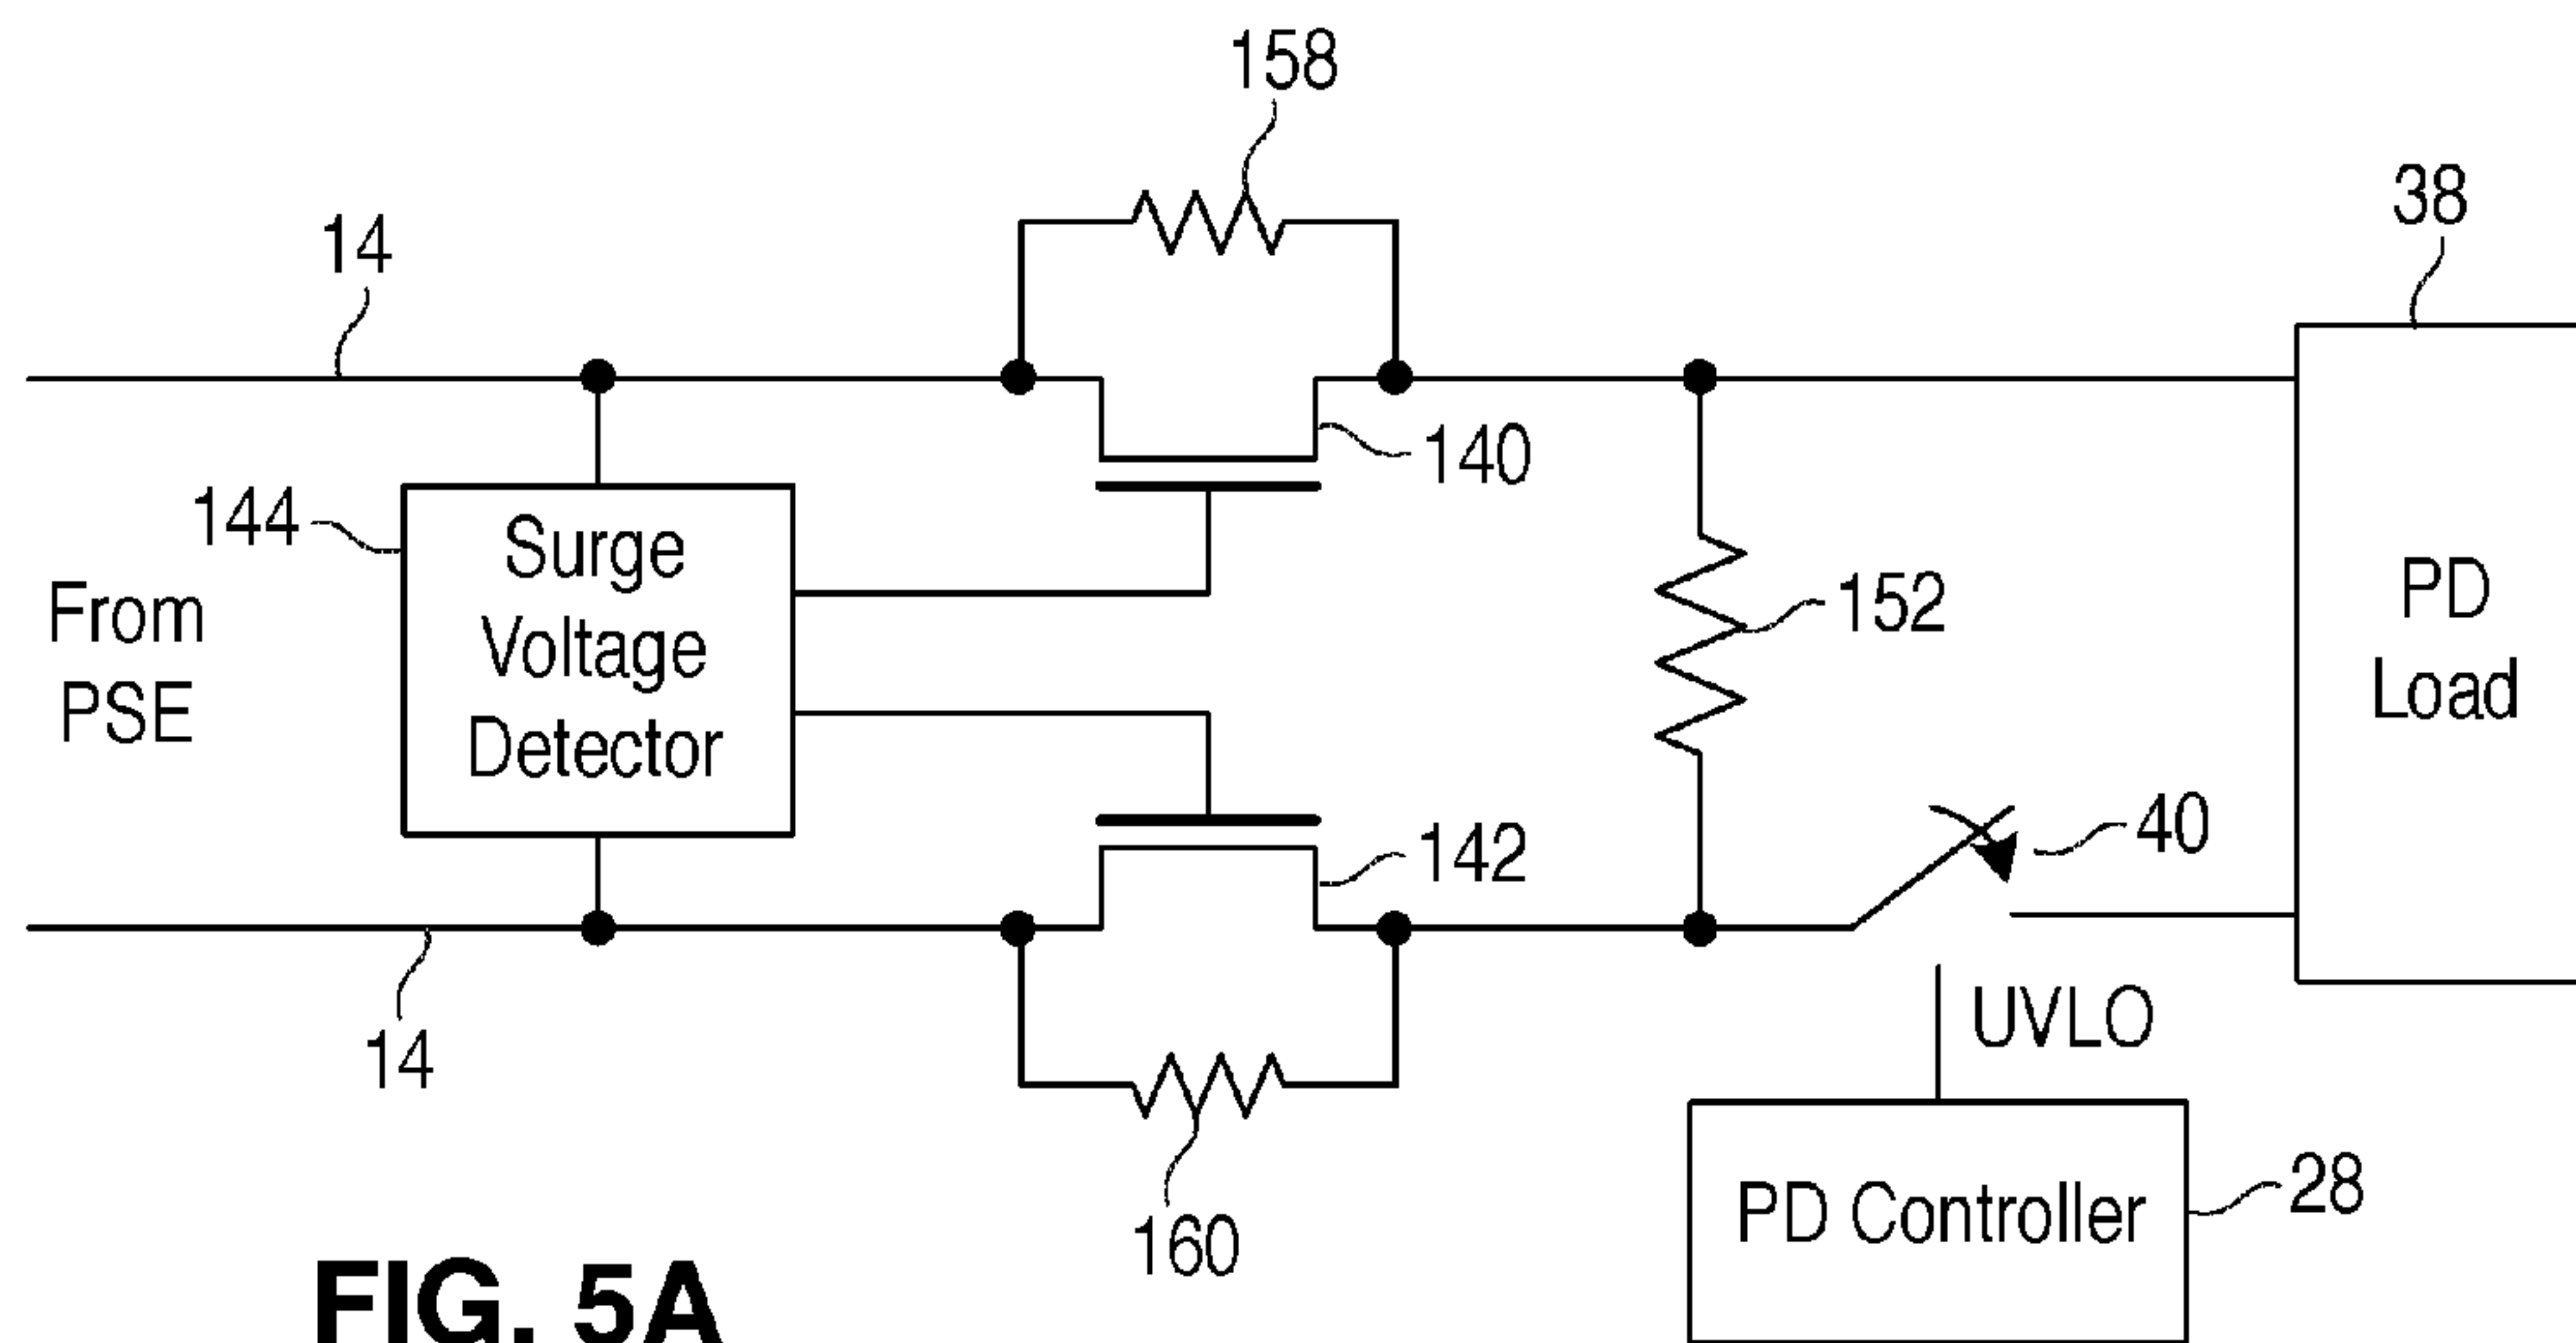 158
38
14
140
144
Surge
Voltage
Detector
From
PSE
152
PD
Load
142
40
14
UVLO
160
PD Controller
28
FIG. 5A